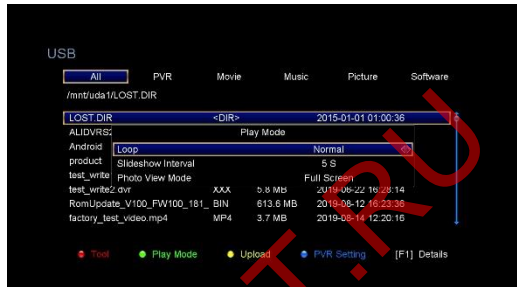 USB
All PVR Movie Music Picture Software
/mnt/uda1/LOST.DIR
LOST.DIR <DIR> 2015-01-01 01:00:36
ALIDVRS2 Play Mode
Android Loop Normal
product Slideshow Interval 5 S
test_write Photo View Mode Full Screen
test_write2.dvr XXX 5.8 MB 2019-06-22 16:28:14
RomUpdate_V100_FW100_181_ BIN 613.6 MB 2019-08-12 16:23:36
factory_test_video.mp4 MP4 3.7 MB 2019-08-14 12:20:16
Tool Play Mode Upload PVR Setting [F1] Details